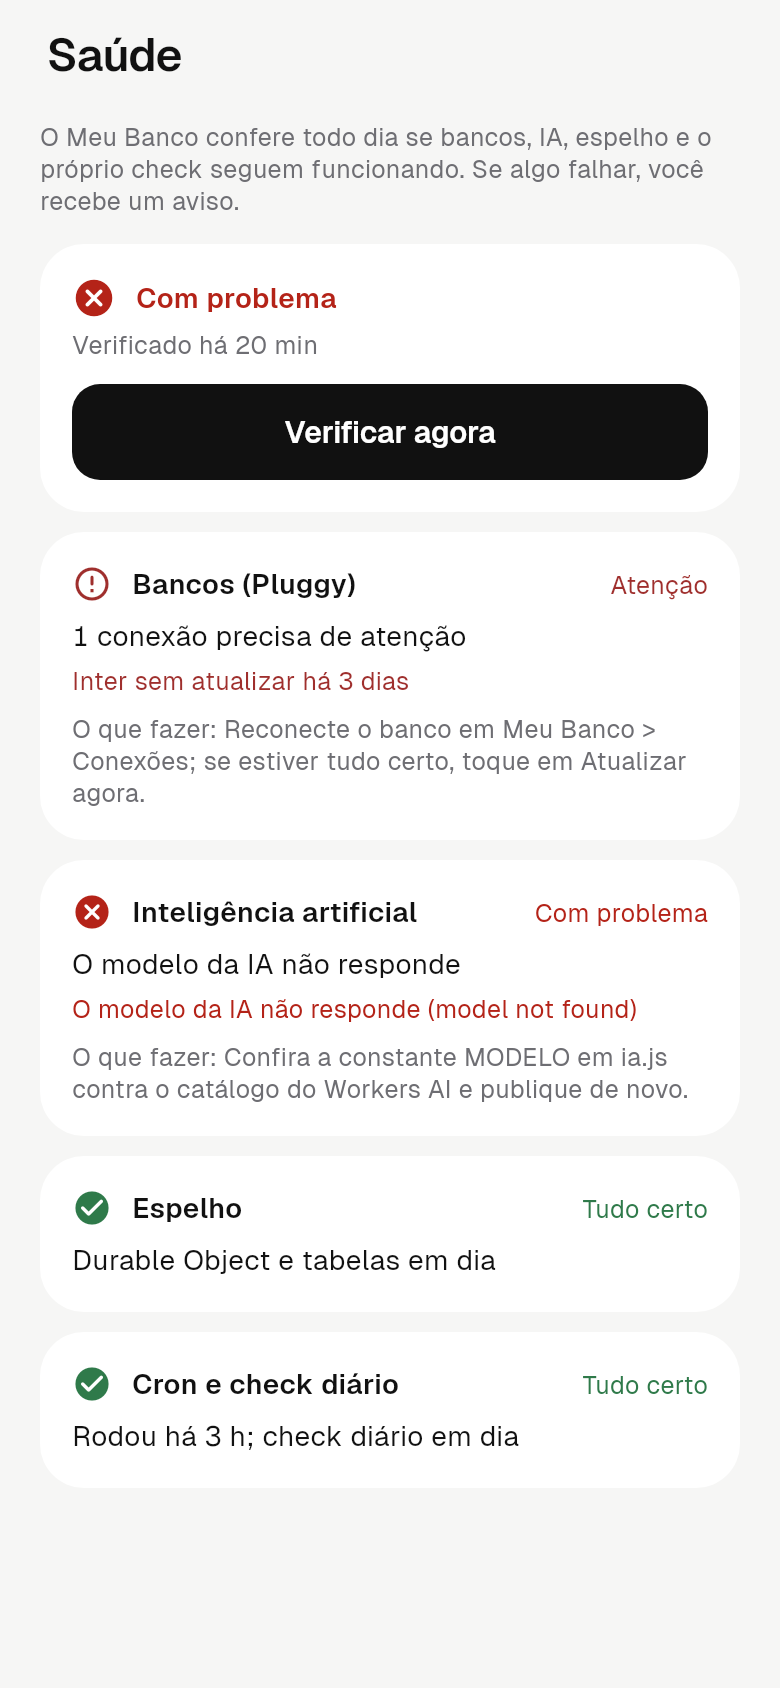 Saúde
O Meu Banco confere todo dia se bancos, IA, espelho e o
próprio check seguem funcionando. Se algo falhar, você
recebe um aviso.
Com problema
Verificado há 20 min
Verificar agora
Bancos (Pluggy)
Atenção
1 conexão precisa de atenção
Inter sem atualizar há 3 dias
O que fazer: Reconecte o banco em Meu Banco >
Conexões; se estiver tudo certo, toque em Atualizar
agora.
Inteligência artificial
Com problema
O modelo da IA não responde
O modelo da IA não responde (model not found)
O que fazer: Confira a constante MODELO em ia.js
contra o catálogo do Workers AI e publique de novo.
Espelho
Tudo certo
Durable Object e tabelas em dia
Cron e check diário
Tudo certo
Rodou há 3 h; check diário em dia